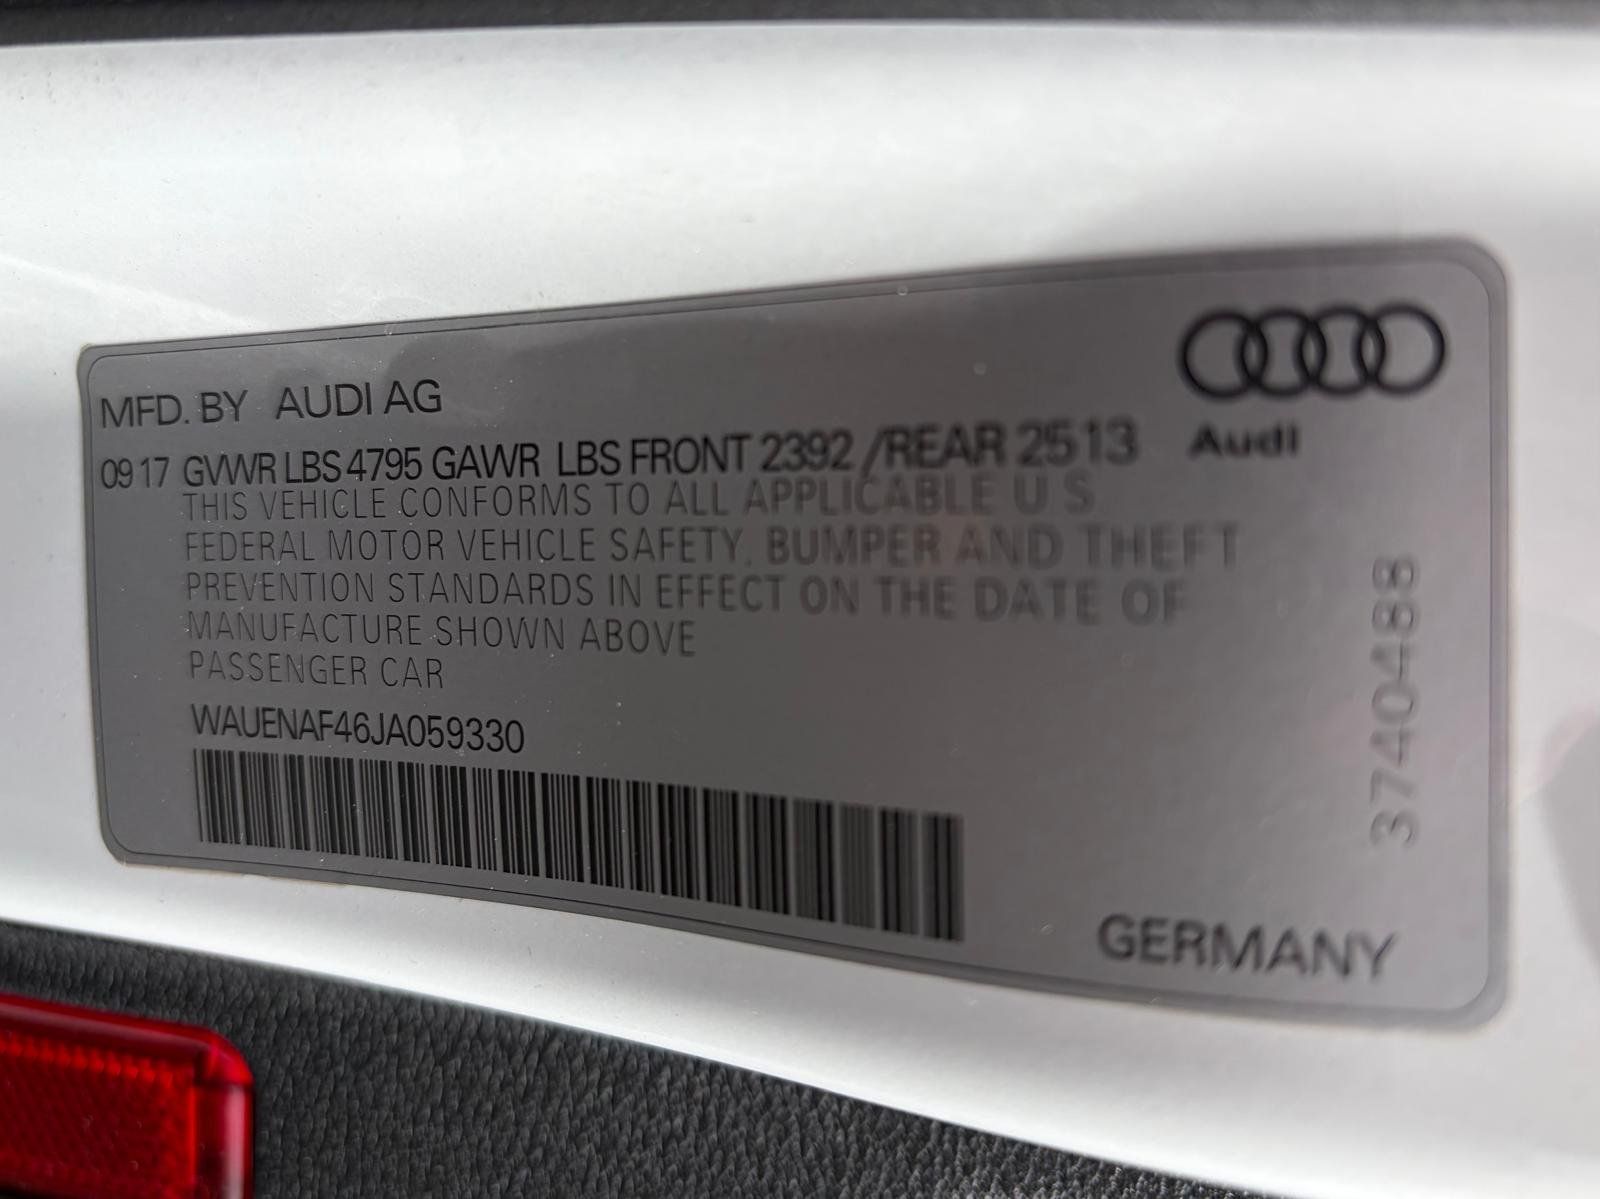 MFD. BY AUDI AG
Audi
09 17 GVWR LBS 4795 GAWR LBS FRONT 2392 /REAR 2513
THIS VEHICLE CONFORMS TO ALL APPLICABLE U S
FEDERAL MOTOR VEHICLE SAFETY, BUMPER AND THEFT
PREVENTION STANDARDS IN EFFECT ON THE DATE OF
MANUFACTURE SHOWN ABOVE
PASSENGER CAR
WAUENAF46JA059330
3740488
GERMANY